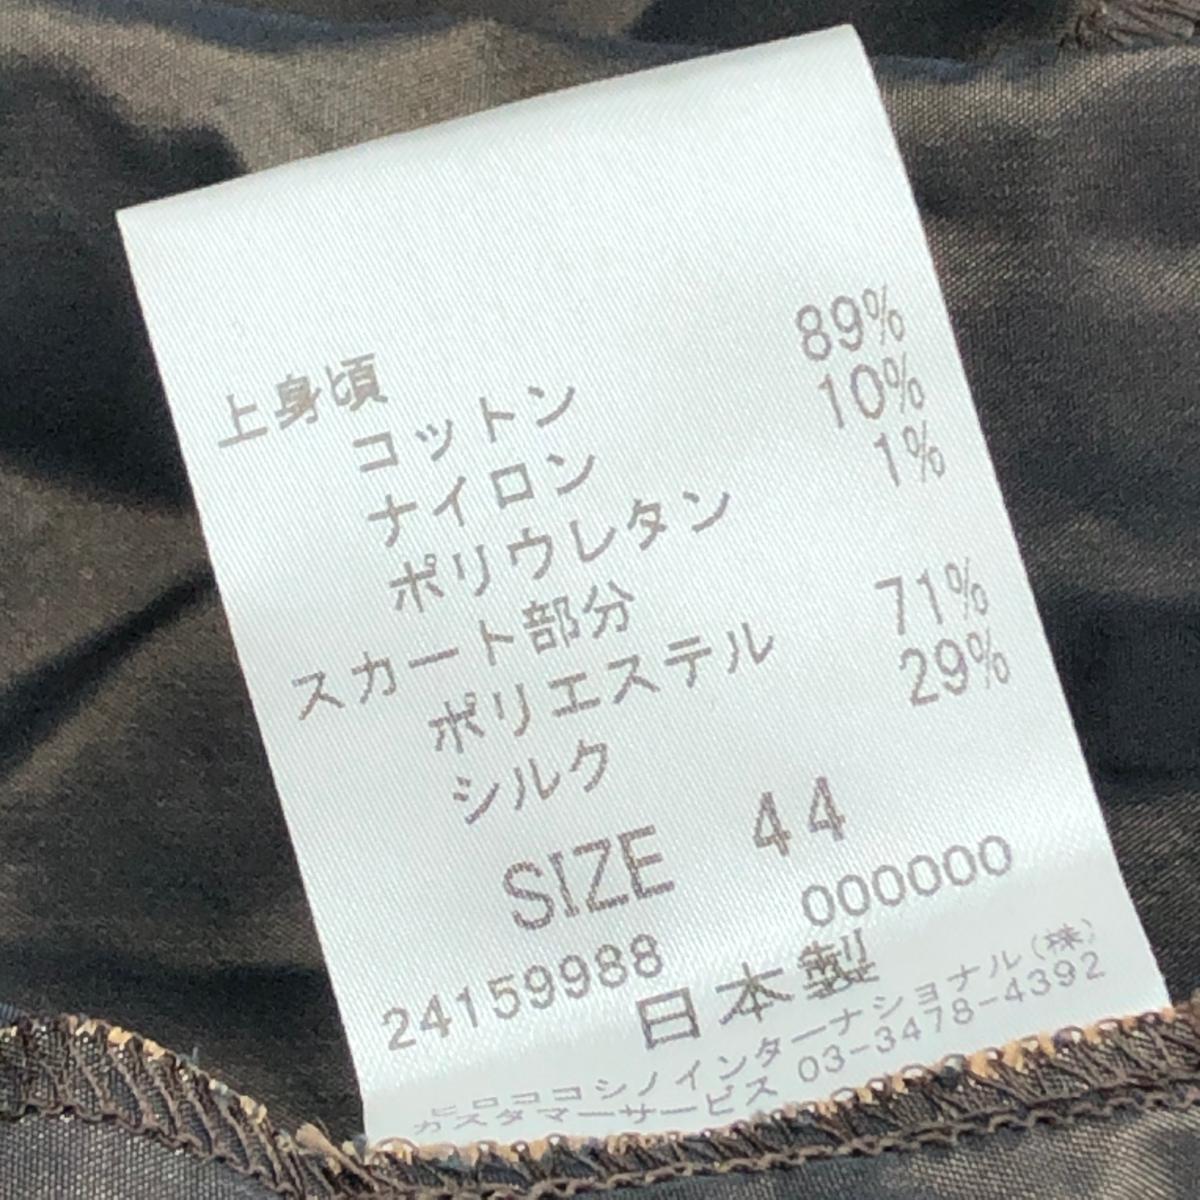 上身頃
コットン 89%
ナイロン 10%
ポリウレタン 1%
スカート部分
ポリエステル 71%
シルク 29%
SIZE 44
24159988 000000
日本製
ヒロココシノインターナショナル(株)
カスタマーサービス 03-3478-4392